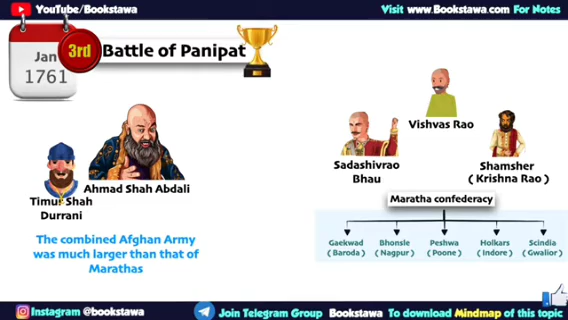 YouTube/Bookstawa
Visit www.Bookstawa.com For Notes
Jan
1761
3rd
Battle of Panipat
Vishvas Rao
Sadashivrao
Bhau
Shamsher
( Krishna Rao )
Ahmad Shah Abdali
Timur Shah
Durrani
Maratha confederacy
Gaekwad
( Baroda )
Bhonsle
( Nagpur )
Peshwa
( Poone )
Holkars
( Indore )
Scindia
( Gwalior )
The combined Afghan Army
was much larger than that of
Marathas
Instagram @bookstawa
Join Telegram Group Bookstawa To download Mindmap of this topic